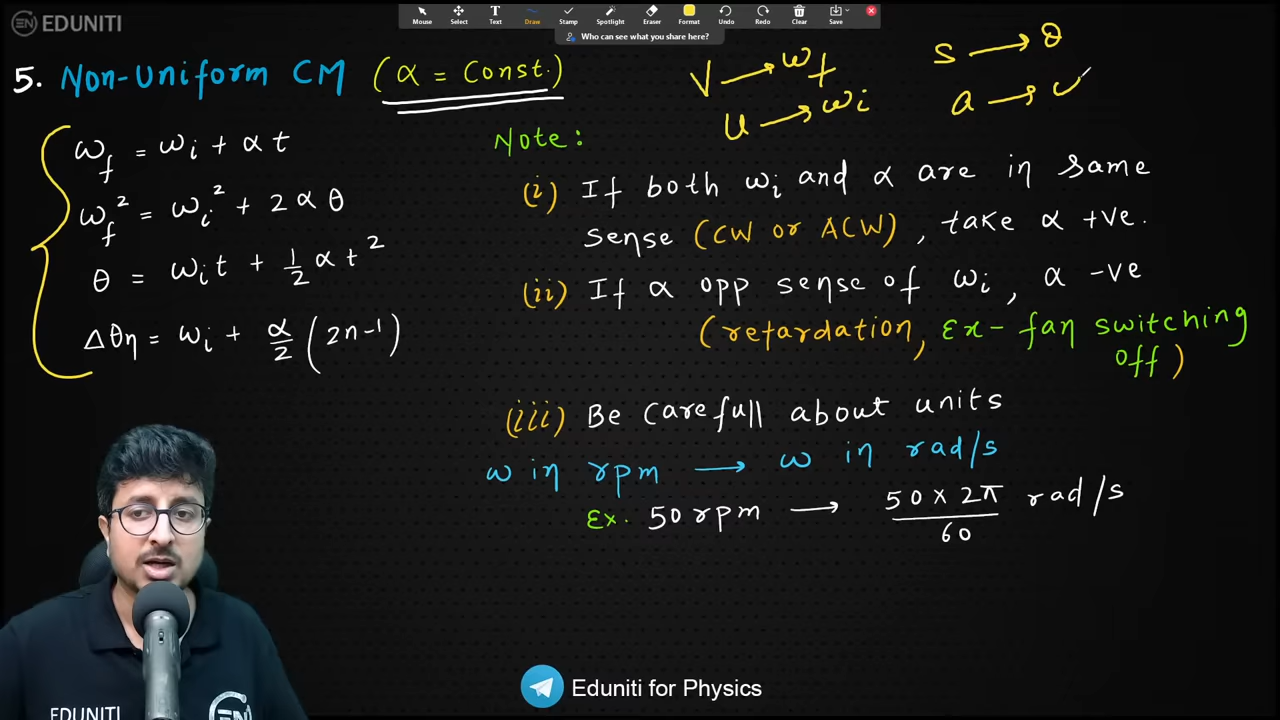 EDUNITI
Mouse Select Text Draw Stamp Spotlight Eraser Format Undo Redo Clear Save
Who can see what you share here?
5. Non-Uniform CM (α = Const.)
V → ωf
U → ωi
S → θ
a →
ωf = ωi + αt
ωf² = ωi² + 2αθ
θ = ωit + 1/2 αt²
Δθη = ωi + α/2 (2n-1)
Note:
(i) If both ωi and α are in same
sense (CW or ACW), take α +ve.
(ii) If α opp sense of ωi, α -ve
(retardation, Ex- fan switching
off)
(iii) Be Carefull about units
ω in rpm → ω in rad/s
Ex. 50 rpm → 50 × 2π / 60 rad/s
EDUNITI
EN
Eduniti for Physics